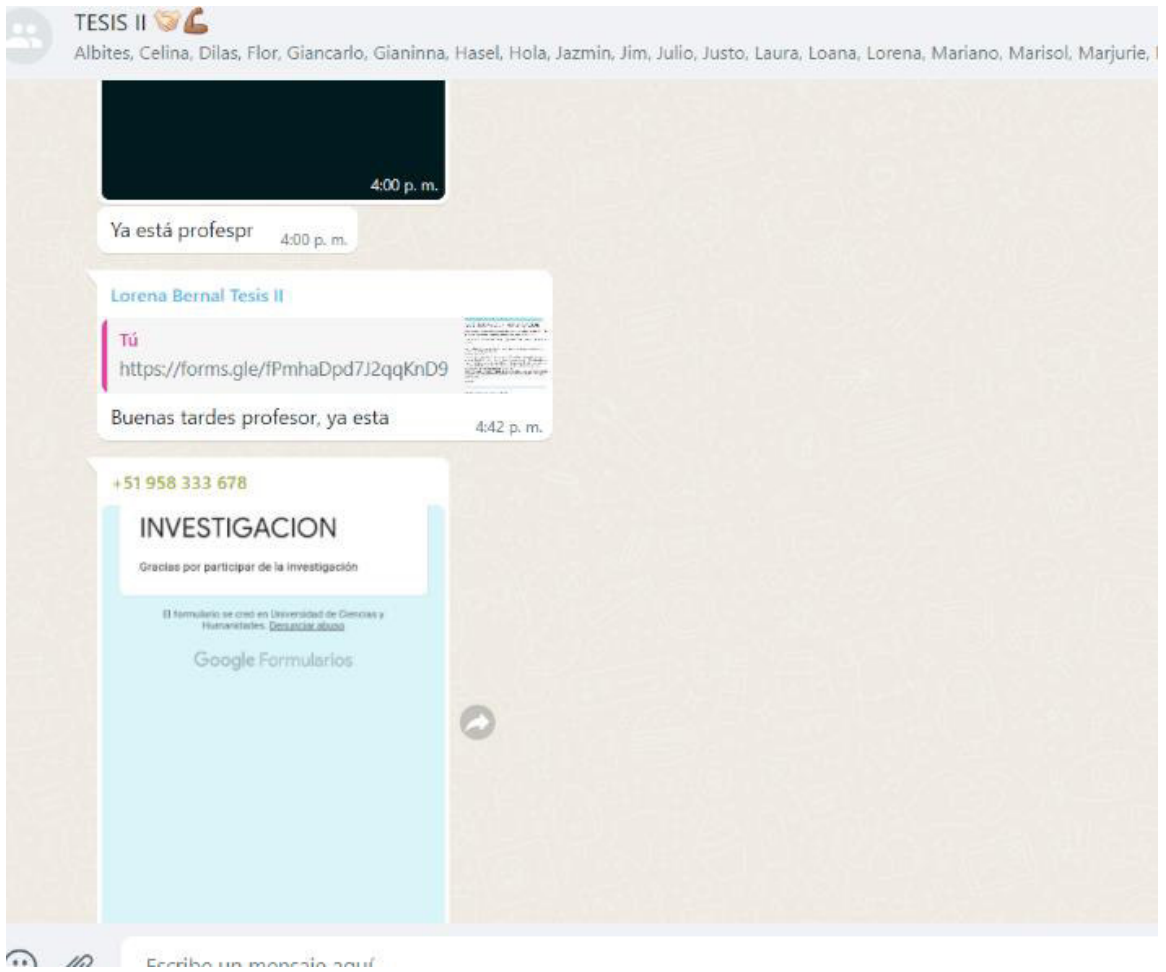 TESIS II
Albites, Celina, Dilas, Flor, Giancarlo, Gianinna, Hasel, Hola, Jazmin, Jim, Julio, Justo, Laura, Loana, Lorena, Mariano, Marisol, Marjurie,
4:00 p. m.
Ya está profespr 4:00 p. m.
Lorena Bernal Tesis II
Tú
https://forms.gle/fPmhaDpd7J2qqKnD9
Buenas tardes profesor, ya esta 4:42 p. m.
+51 958 333 678
INVESTIGACION
Gracias por participar de la investigación
El formulario se creó en Universidad de Ciencias y
Humanidades. Denunciar abuso
Google Formularios
Escribe un mensaje aquí